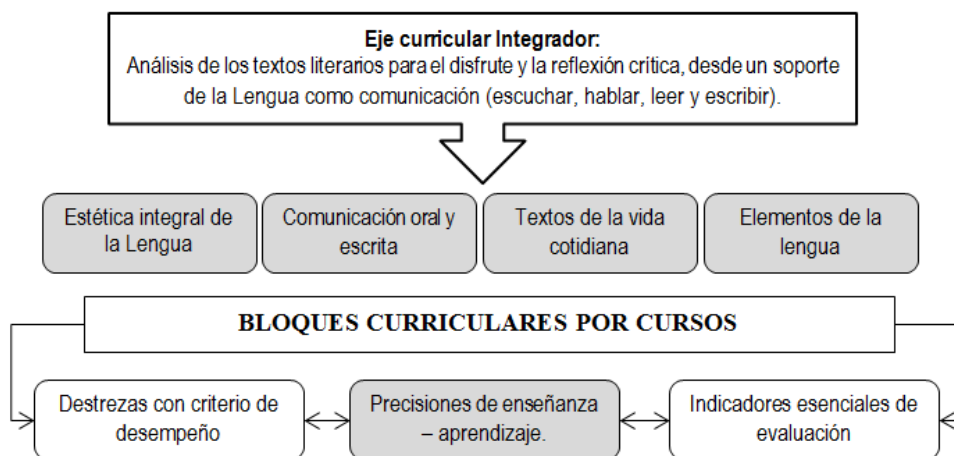 Eje curricular Integrador:
Análisis de los textos literarios para el disfrute y la reflexión crítica, desde un soporte
de la Lengua como comunicación (escuchar, hablar, leer y escribir).
Estética integral de
la Lengua
Comunicación oral y
escrita
Textos de la vida
cotidiana
Elementos de la
lengua
BLOQUES CURRICULARES POR CURSOS
Destrezas con criterio de
desempeño
Precisiones de enseñanza
– aprendizaje.
Indicadores esenciales de
evaluación